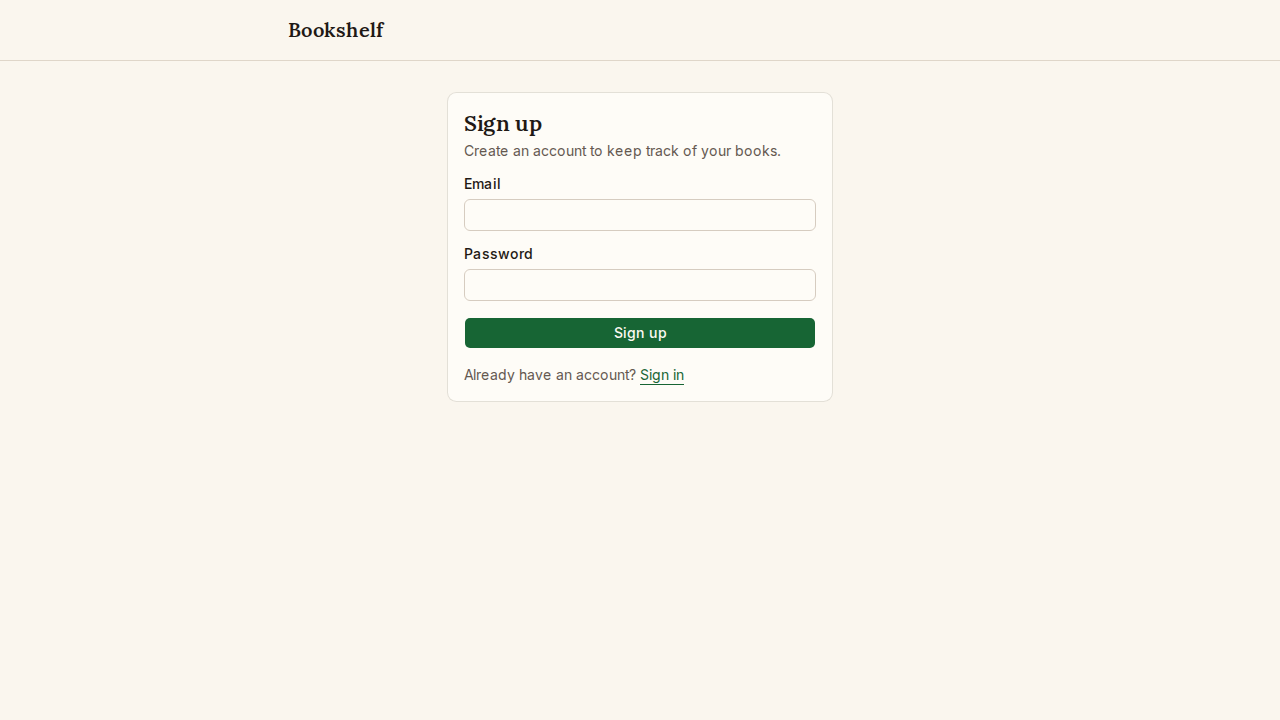 Bookshelf
Sign up
Create an account to keep track of your books.
Email
Password
Sign up
Already have an account? Sign in